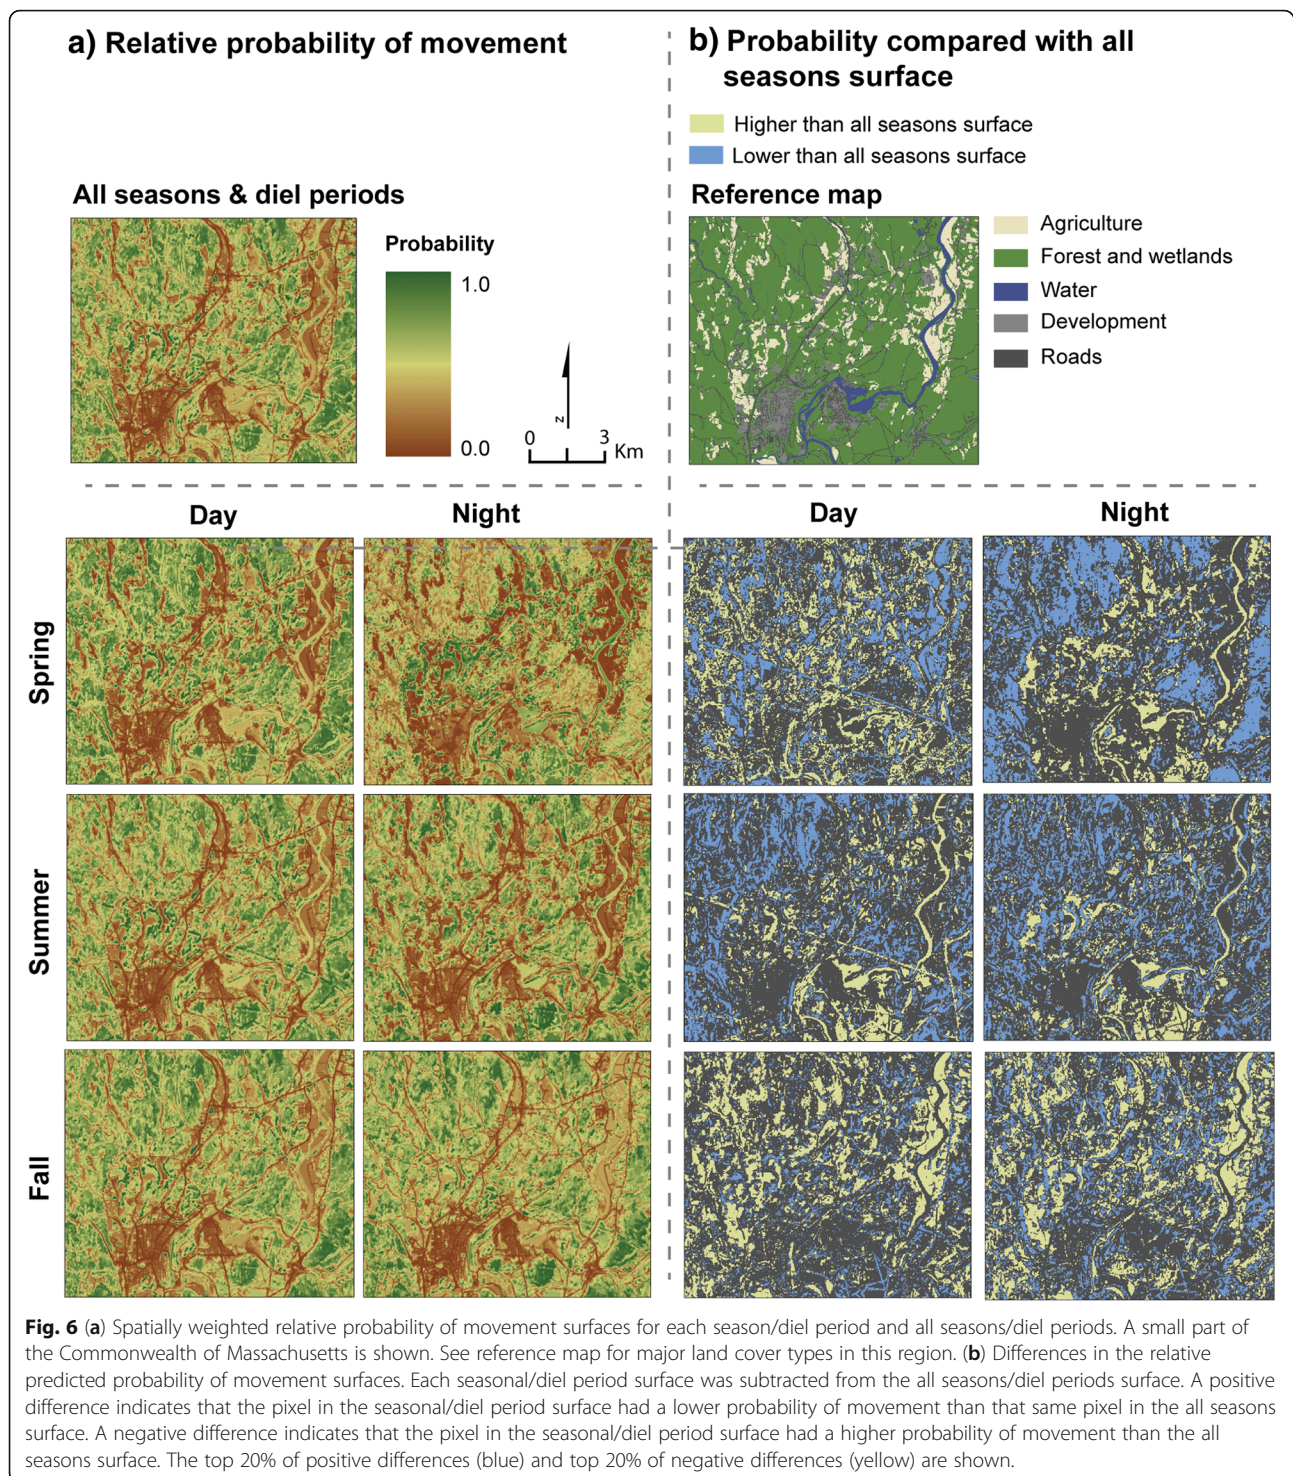 a) Relative probability of movement
b) Probability compared with all
seasons surface
Higher than all seasons surface
Lower than all seasons surface
All seasons & diel periods
Probability
1.0
0.0
z
0 3
Km
Reference map
Agriculture
Forest and wetlands
Water
Development
Roads
Day Night Day Night
Spring
Summer
Fall
Fig. 6 (a) Spatially weighted relative probability of movement surfaces for each season/diel period and all seasons/diel periods. A small part of
the Commonwealth of Massachusetts is shown. See reference map for major land cover types in this region. (b) Differences in the relative
predicted probability of movement surfaces. Each seasonal/diel period surface was subtracted from the all seasons/diel periods surface. A positive
difference indicates that the pixel in the seasonal/diel period surface had a lower probability of movement than that same pixel in the all seasons
surface. A negative difference indicates that the pixel in the seasonal/diel period surface had a higher probability of movement than the all
seasons surface. The top 20% of positive differences (blue) and top 20% of negative differences (yellow) are shown.